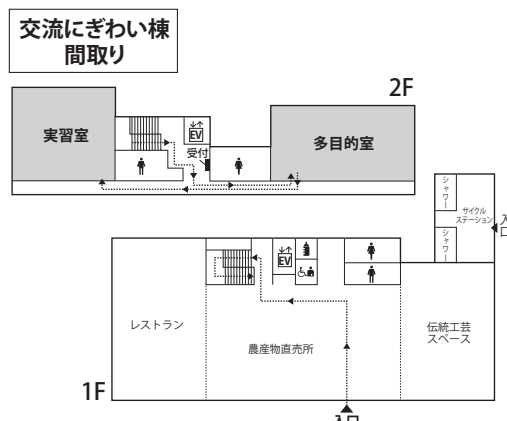 交流にぎわい棟
間取り
2F
実習室
EV
受付
多目的室
シャワー
サイクル
ステーション
入口
シャワー
EV
レストラン
農産物直売所
伝統工芸
スペース
1F
入口